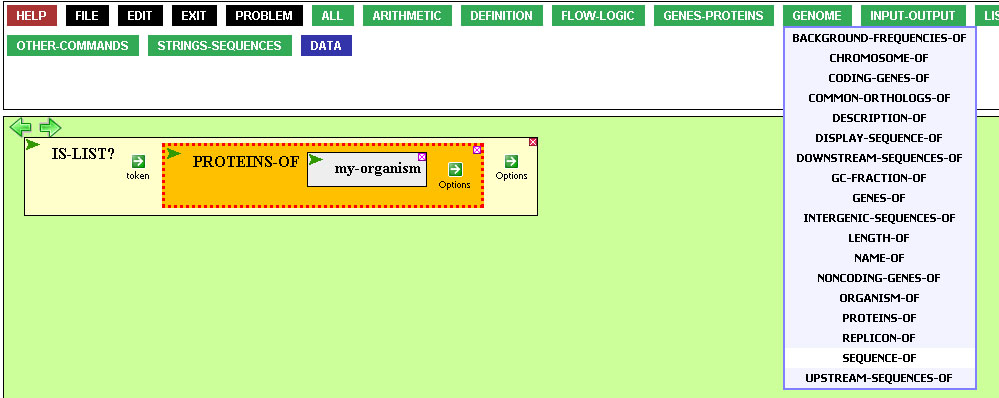 HELP FILE EDIT EXIT PROBLEM ALL ARITHMETIC DEFINITION FLOW-LOGIC GENES-PROTEINS GENOME INPUT-OUTPUT LIS
OTHER-COMMANDS STRINGS-SEQUENCES DATA
BACKGROUND-FREQUENCIES-OF
CHROMOSOME-OF
CODING-GENES-OF
COMMON-ORTHOLOGS-OF
DESCRIPTION-OF
DISPLAY-SEQUENCE-OF
DOWNSTREAM-SEQUENCES-OF
GC-FRACTION-OF
GENES-OF
INTERGENIC-SEQUENCES-OF
LENGTH-OF
NAME-OF
NONCODING-GENES-OF
ORGANISM-OF
PROTEINS-OF
REPLICON-OF
SEQUENCE-OF
UPSTREAM-SEQUENCES-OF
IS-LIST? token PROTEINS-OF my-organism Options Options